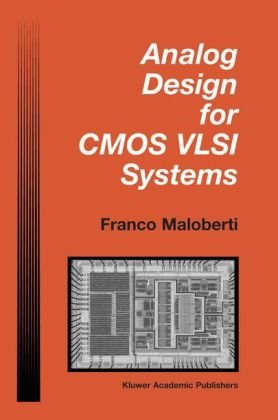 Analog
Design
for
CMOS VLSI
Systems
Franco Maloberti
Kluwer Academic Publishers